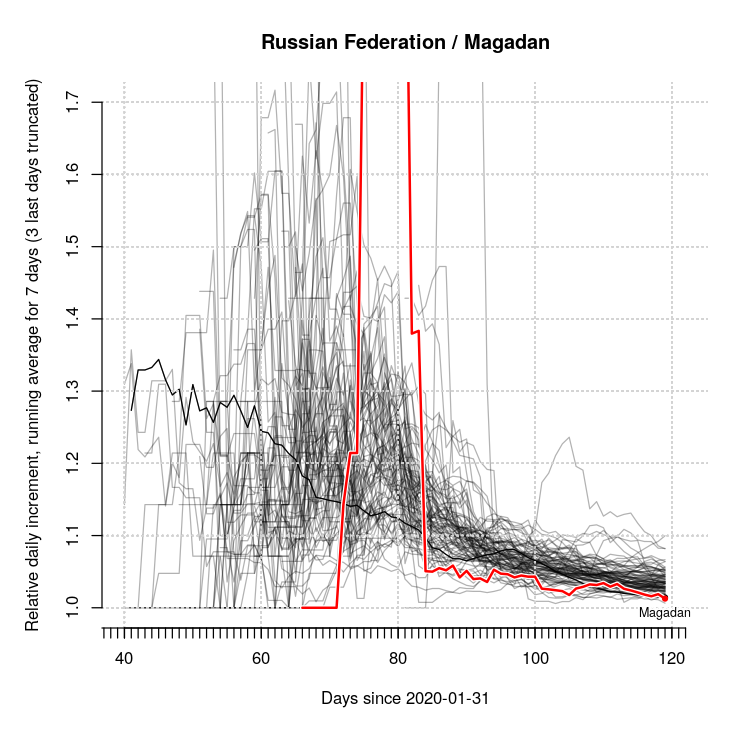 Russian Federation / Magadan
Relative daily increment, running average for 7 days (3 last days truncated)
1.7
1.6
1.5
1.4
1.3
1.2
1.1
1.0
Magadan
40 60 80 100 120
Days since 2020-01-31